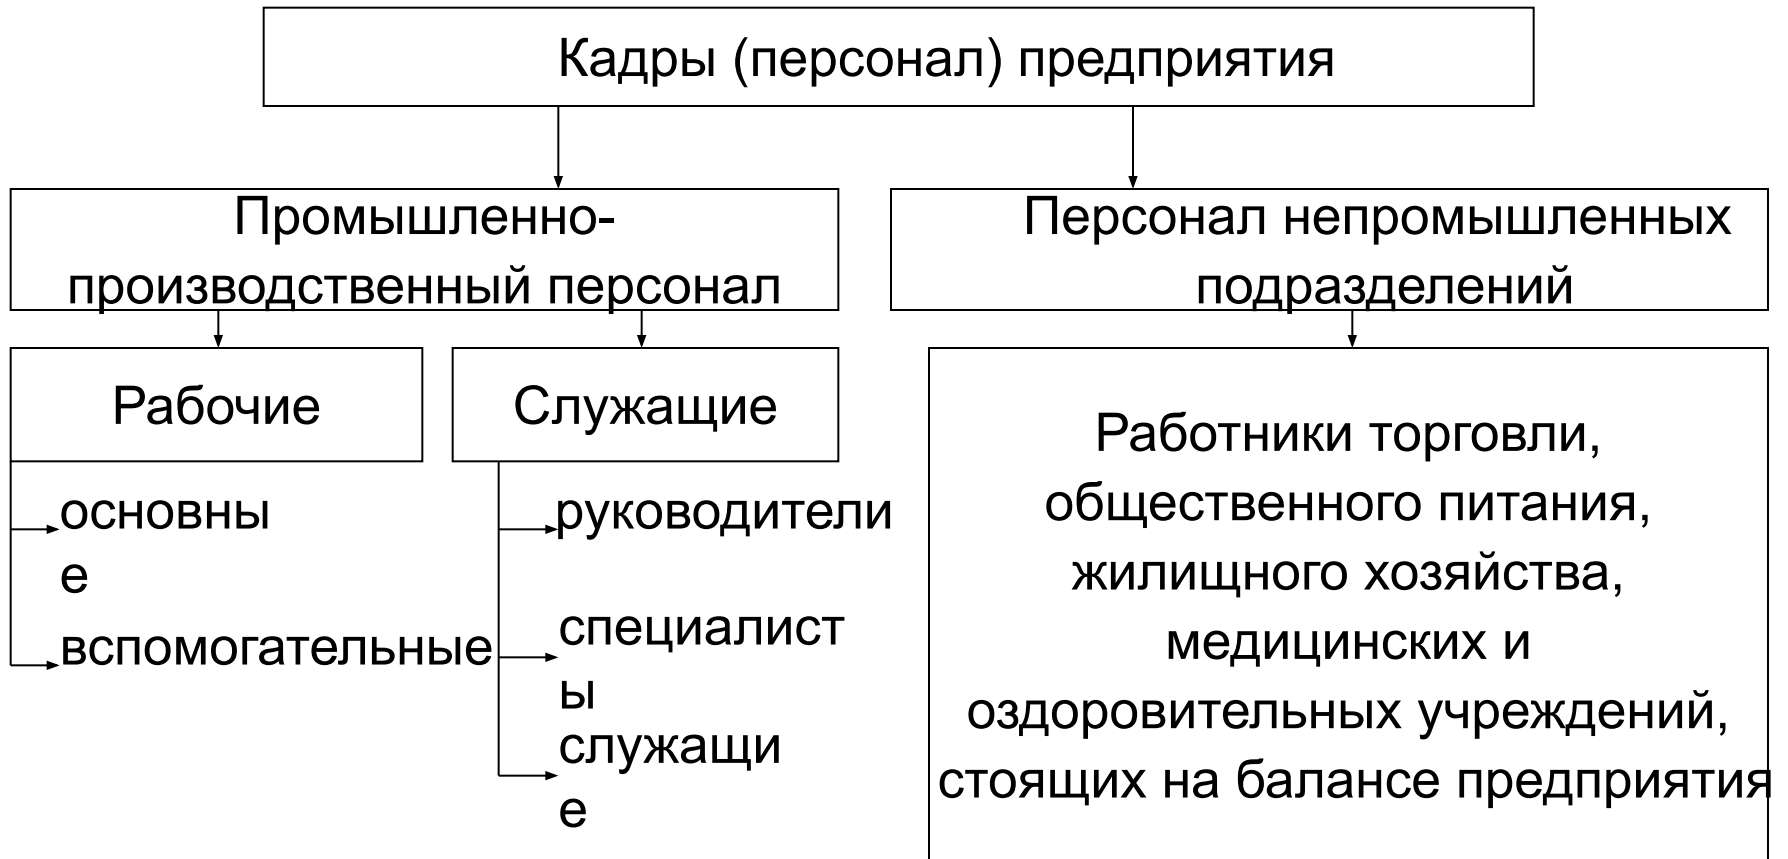 Кадры (персонал) предприятия
Промышленно-
производственный персонал
Персонал непромышленных
подразделений
Рабочие
основны
е
вспомогательные
Служащие
руководители
специалист
ы
служащи
е
Работники торговли,
общественного питания,
жилищного хозяйства,
медицинских и
оздоровительных учреждений,
стоящих на балансе предприятия